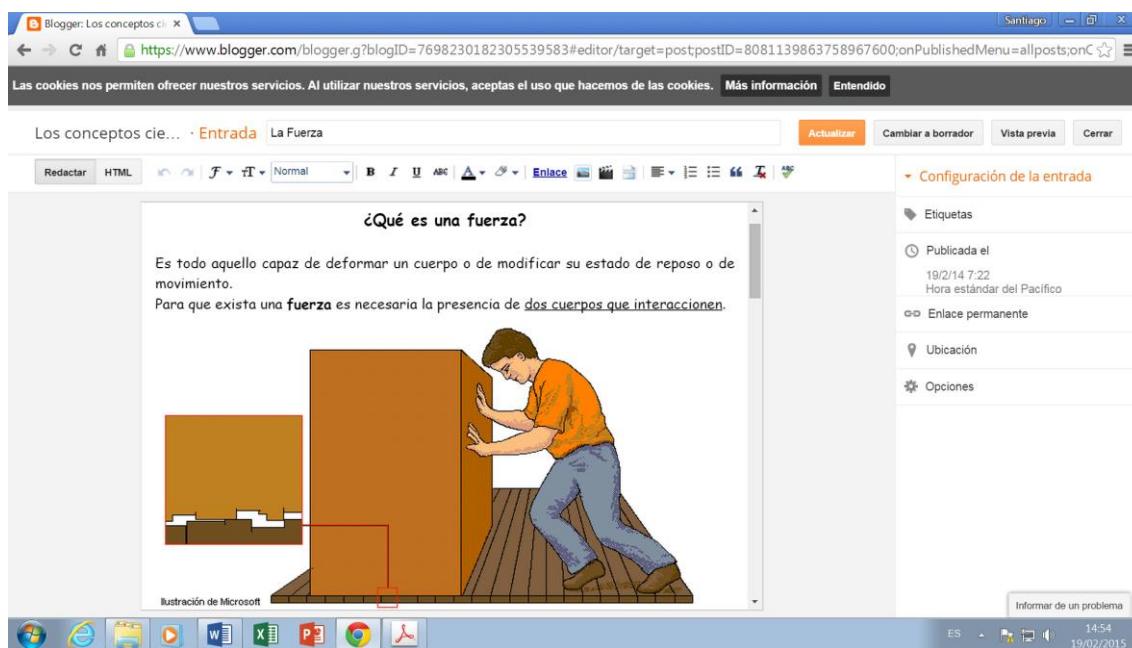 Blogger: Los conceptos cie
Santiago
https://www.blogger.com/blogger.g?blogID=7698230182305539583#editor/target=post;postID=8081139863758967600;onPublishedMenu=allposts;onC
Las cookies nos permiten ofrecer nuestros servicios. Al utilizar nuestros servicios, aceptas el uso que hacemos de las cookies. Más información Entendido
Los conceptos cie... · Entrada La Fuerza Actualizar Cambiar a borrador Vista previa Cerrar
Redactar HTML Normal B I U ABC A Enlace ABC
Configuración de la entrada
Etiquetas
Publicada el
19/2/14 7:22
Hora estándar del Pacífico
Enlace permanente
Ubicación
Opciones
¿Qué es una fuerza?
Es todo aquello capaz de deformar un cuerpo o de modificar su estado de reposo o de
movimiento.
Para que exista una fuerza es necesaria la presencia de dos cuerpos que interaccionen.
Ilustración de Microsoft
Informar de un problema
ES
14:54
19/02/2015